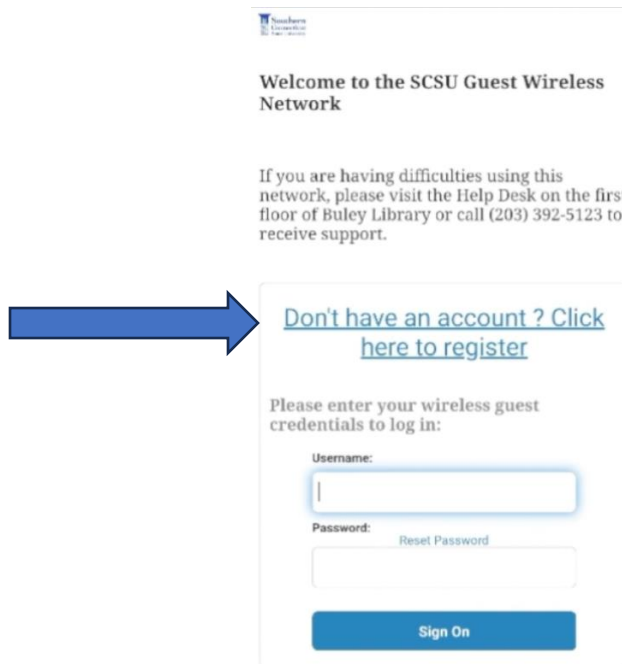 Southern
Connecticut
Welcome to the SCSU Guest Wireless
Network
If you are having difficulties using this
network, please visit the Help Desk on the firs
floor of Buley Library or call (203) 392-5123 to
receive support.
Don't have an account ? Click
here to register
Please enter your wireless guest
credentials to log in:
Username:
Password:
Reset Password
Sign On